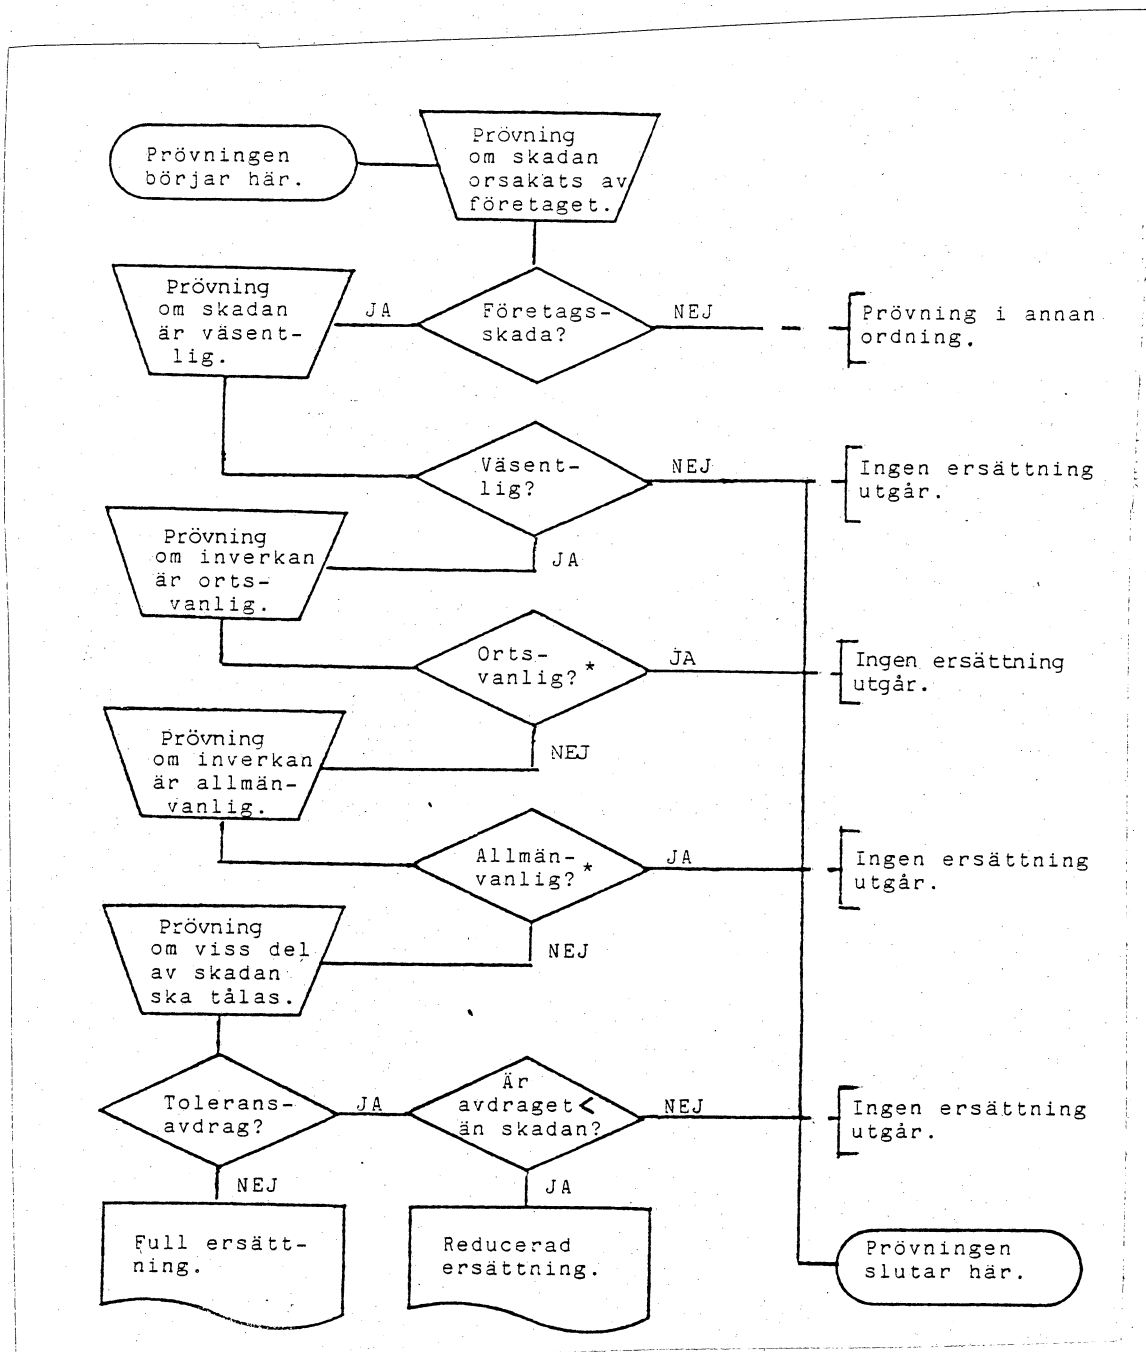 Prövningen
börjar här.
Prövning
om skadan
orsakats av
företaget.
Prövning
om skadan
är väsent-
lig.
JA
Företags-
skada?
NEJ
Prövning i annan
ordning.
Väsent-
lig?
NEJ
Ingen ersättning
utgår.
JA
Prövning
om inverkan
är orts-
vanlig.
Orts-
vanlig?*
JA
Ingen ersättning
utgår.
NEJ
Prövning
om inverkan
är allmän-
vanlig.
Allmän-
vanlig?*
JA
Ingen ersättning
utgår.
NEJ
Prövning
om viss del
av skadan
ska tålas.
Tolerans-
avdrag?
JA
Är
avdraget <
än skadan?
NEJ
Ingen ersättning
utgår.
NEJ
JA
Full ersätt-
ning.
Reducerad
ersättning.
Prövningen
slutar här.